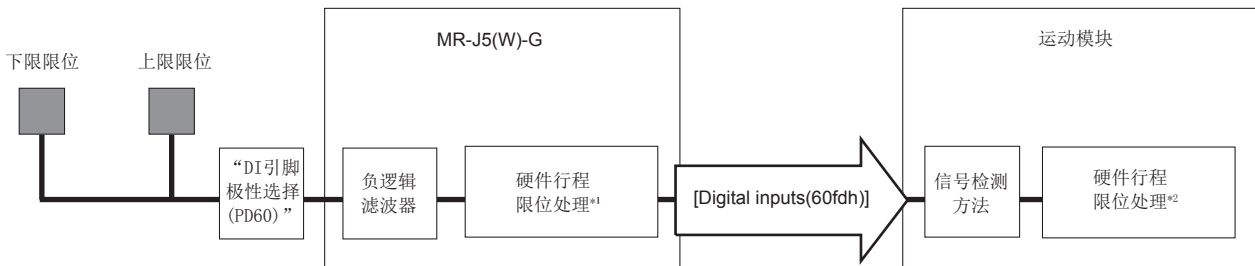 MR-J5(W)-G
运动模块
下限限位
上限限位
“DI引脚
极性选择
(PD60)”
负逻辑
滤波器
硬件行程
限位处理*1
[Digital inputs(60fdh)]
信号检测
方法
硬件行程
限位处理*2